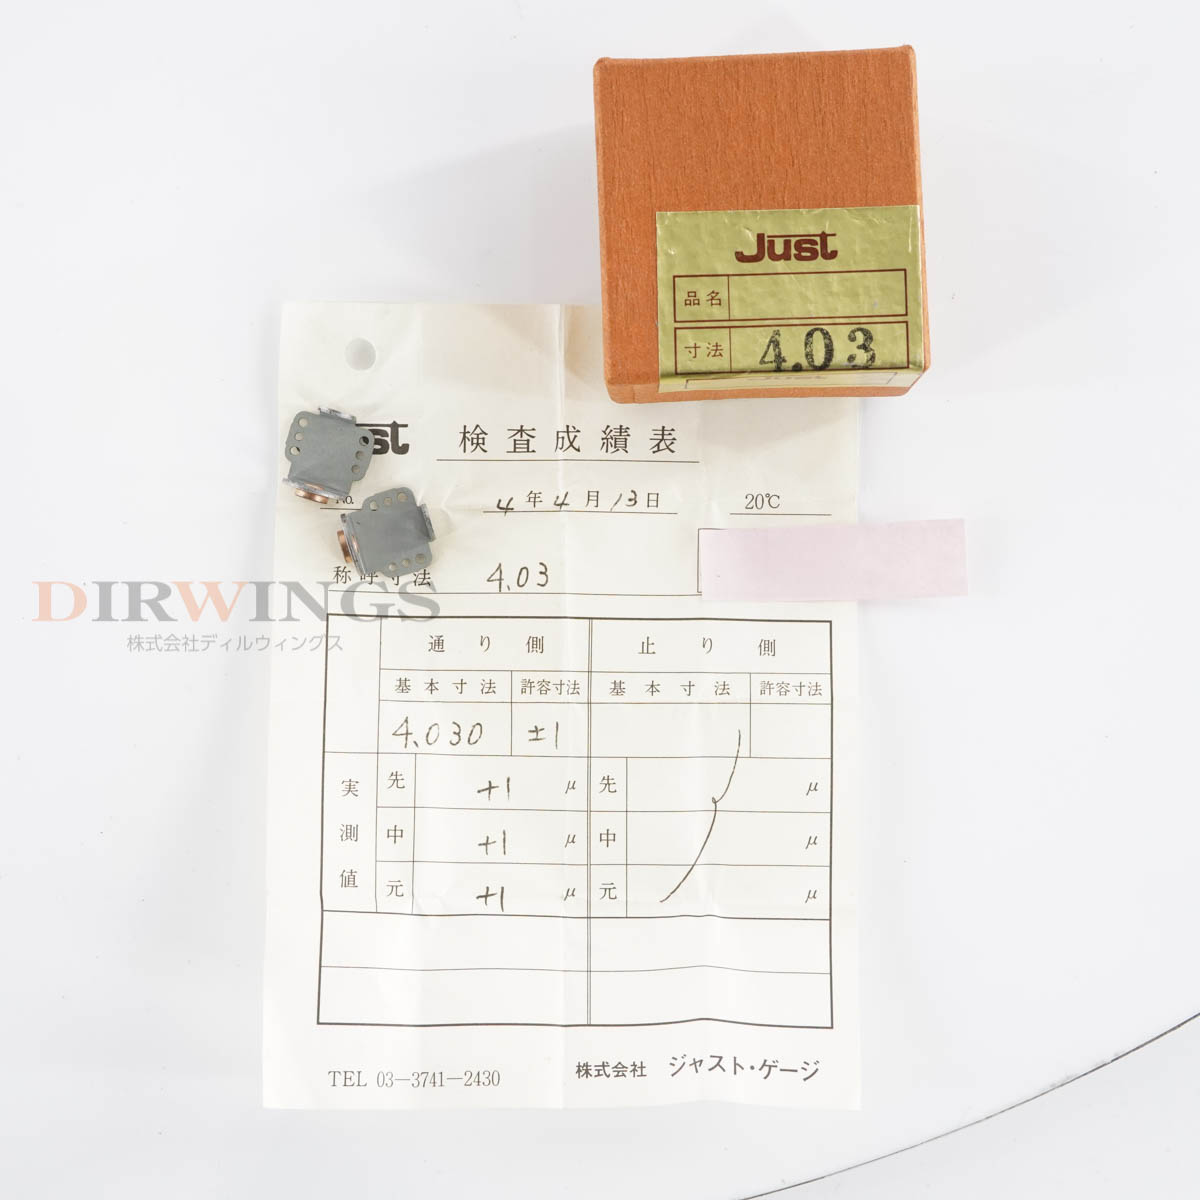 Just
品名
寸法 4.03
Just
Just 検査成績表
No. 4年4月13日 20℃
称呼寸法 4.03
DIRWINGS
株式会社ディルウィングス
通り側 止り側
基本寸法 許容寸法 基本寸法 許容寸法
4.030 ±1
実測値
先 +1 μ 先 μ
中 +1 μ 中 μ
元 +1 μ 元 μ
TEL 03-3741-2430 株式会社 ジャスト・ゲージ